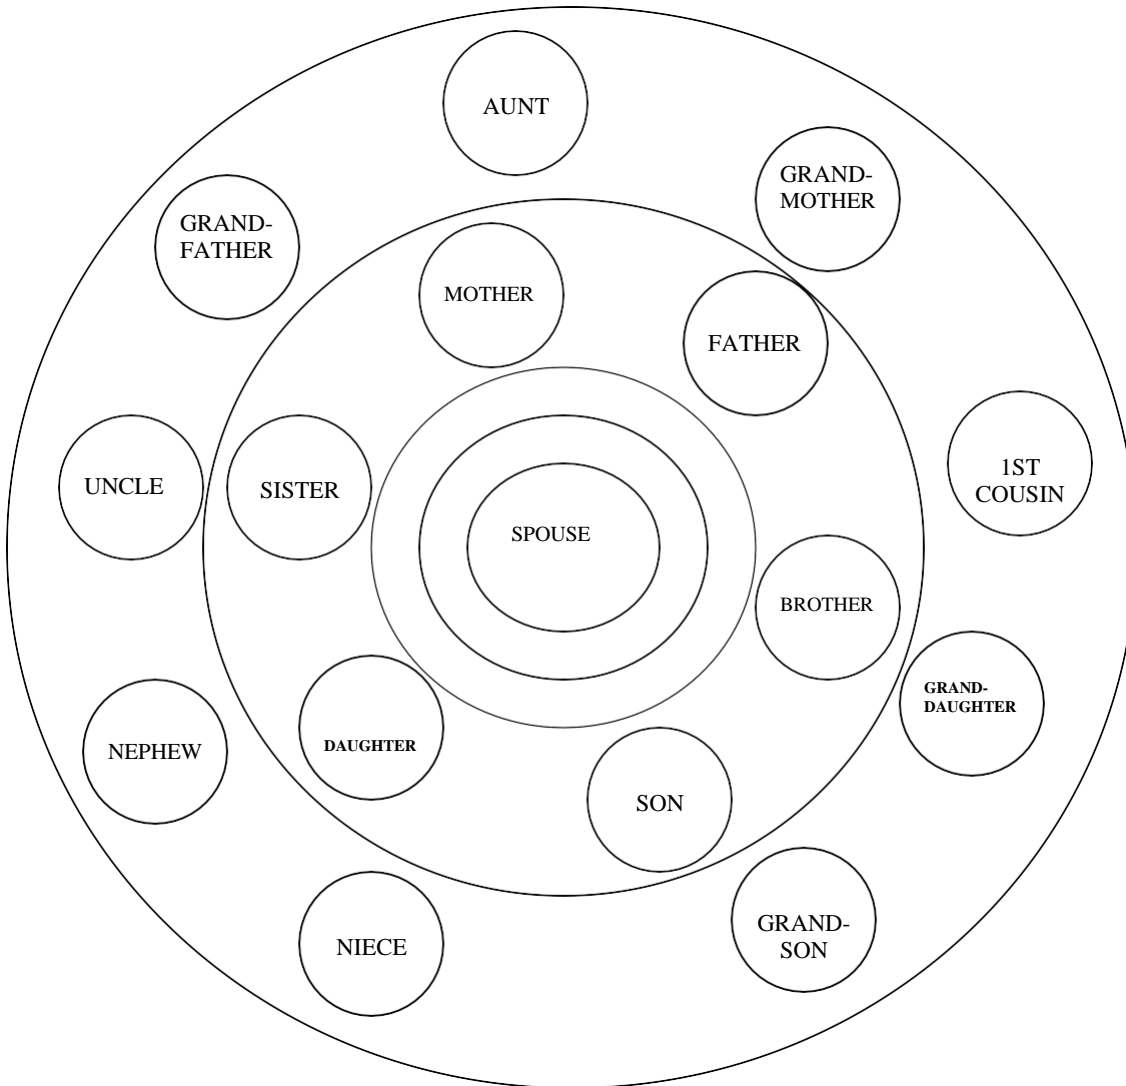 AUNT
GRAND-
MOTHER
GRAND-
FATHER
MOTHER
FATHER
UNCLE
SISTER
SPOUSE
1ST
COUSIN
BROTHER
GRAND-
DAUGHTER
NEPHEW
DAUGHTER
SON
NIECE
GRAND-
SON